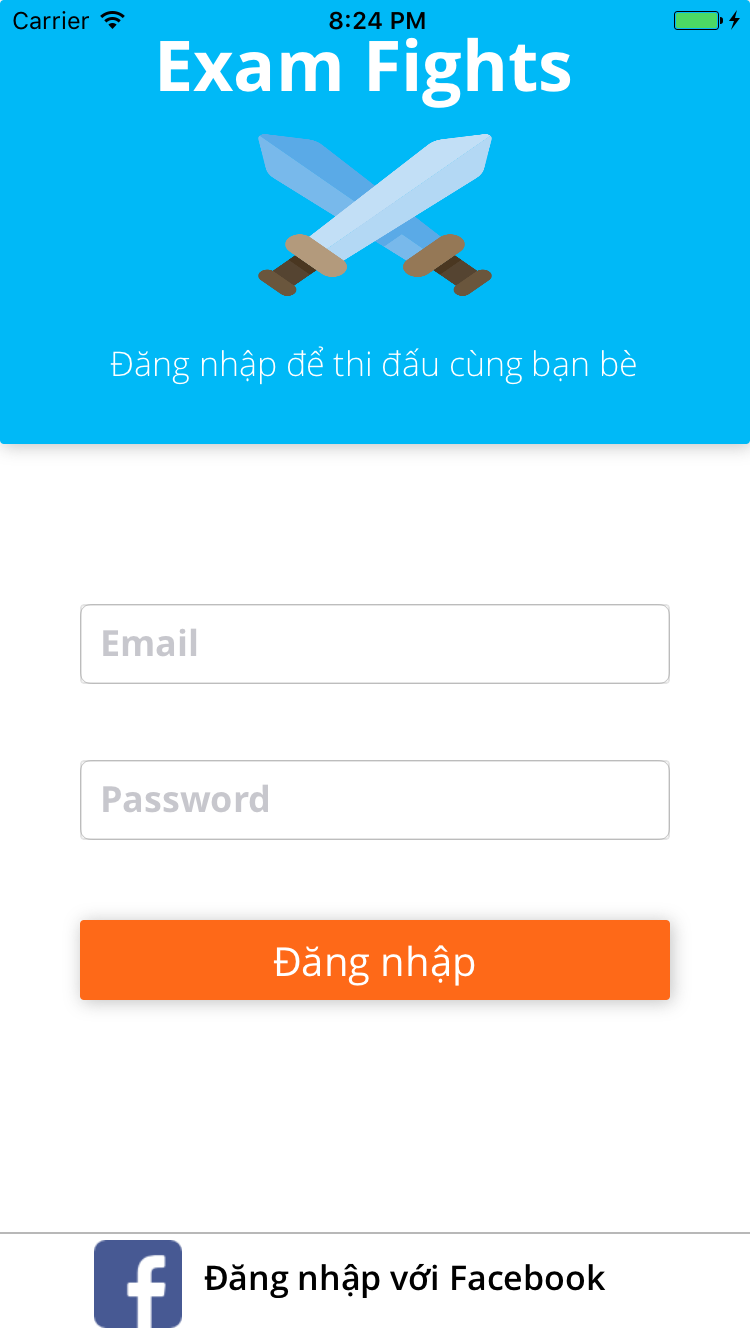 Carrier 8:24 PM
Exam Fights
Đăng nhập để thi đấu cùng bạn bè
Email
Password
Đăng nhập
f Đăng nhập với Facebook